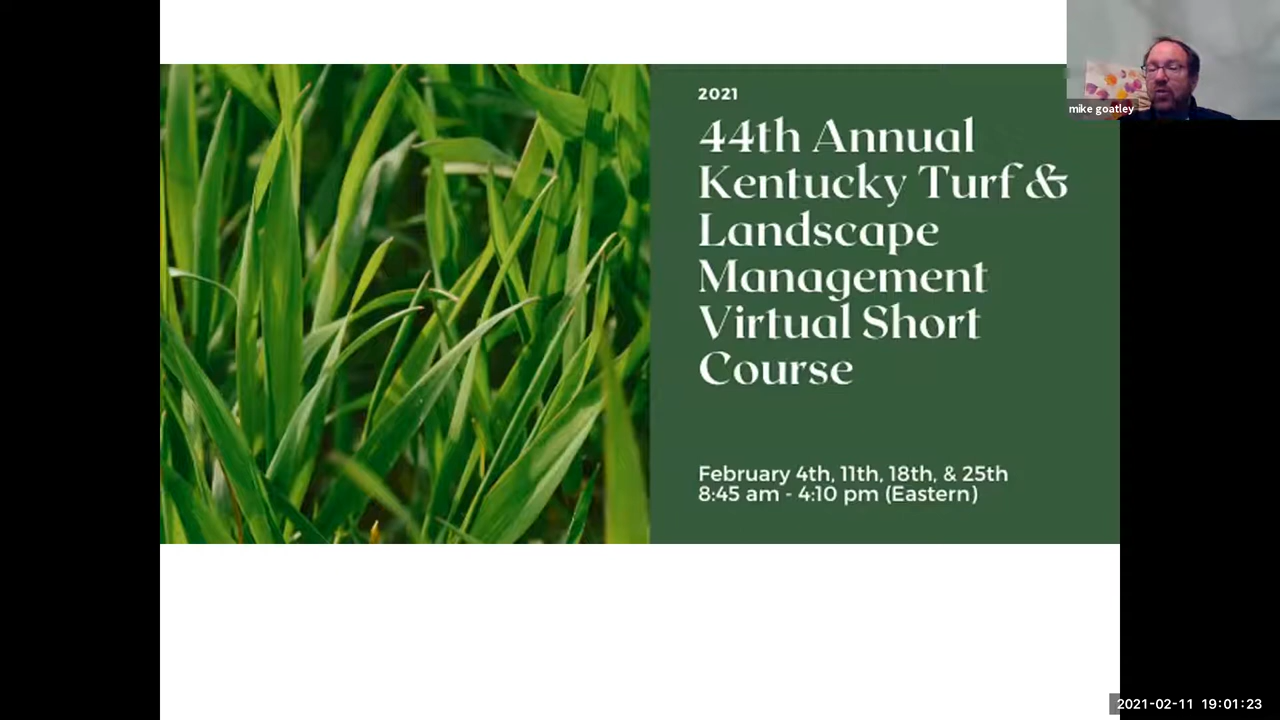 2021
44th Annual
Kentucky Turf &
Landscape
Management
Virtual Short
Course
February 4th, 11th, 18th, & 25th
8:45 am - 4:10 pm (Eastern)
mike goatley
2021-02-11 19:01:23